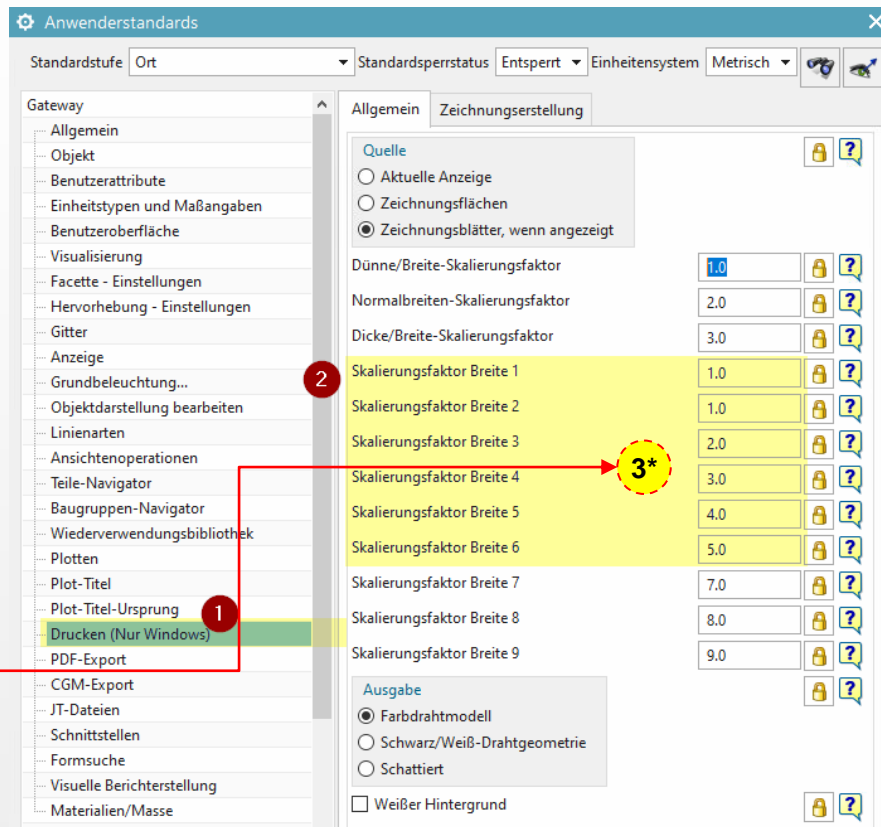 Anwenderstandards
Standardstufe Ort Standardsperrstatus Entsperrt Einheitensystem Metrisch
Gateway
Allgemein
Objekt
Benutzerattribute
Einheitstypen und Maßangaben
Benutzeroberfläche
Visualisierung
Facette - Einstellungen
Hervorhebung - Einstellungen
Gitter
Anzeige
Grundbeleuchtung...
Objektdarstellung bearbeiten
Linienarten
Ansichtenoperationen
Teile-Navigator
Baugruppen-Navigator
Wiederverwendungsbibliothek
Plotten
Plot-Titel
Plot-Titel-Ursprung
1
Drucken (Nur Windows)
PDF-Export
CGM-Export
JT-Dateien
Schnittstellen
Formsuche
Visuelle Berichterstellung
Materialien/Masse
Allgemein Zeichnungserstellung
Quelle
Aktuelle Anzeige
Zeichnungsflächen
Zeichnungsblätter, wenn angezeigt
Dünne/Breite-Skalierungsfaktor 1.0
Normalbreiten-Skalierungsfaktor 2.0
Dicke/Breite-Skalierungsfaktor 3.0
2
Skalierungsfaktor Breite 1 1.0
Skalierungsfaktor Breite 2 1.0
Skalierungsfaktor Breite 3 2.0
3*
Skalierungsfaktor Breite 4 3.0
Skalierungsfaktor Breite 5 4.0
Skalierungsfaktor Breite 6 5.0
Skalierungsfaktor Breite 7 7.0
Skalierungsfaktor Breite 8 8.0
Skalierungsfaktor Breite 9 9.0
Ausgabe
Farbdrahtmodell
Schwarz/Weiß-Drahtgeometrie
Schattiert
Weißer Hintergrund